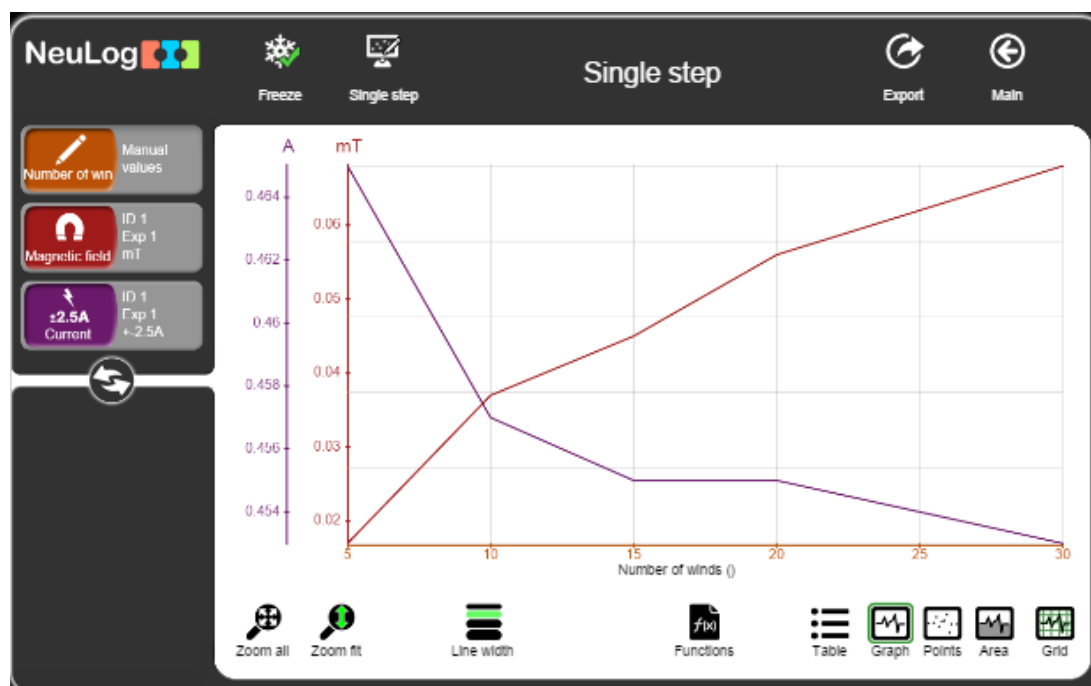 NeuLog
Freeze
Single step
Single step
Export
Main
Number of win
Manual
values
Magnetic field
ID 1
Exp 1
mT
±2.5A
Current
ID 1
Exp 1
+-2.5A
A
mT
0.464
0.462
0.46
0.458
0.456
0.454
0.06
0.05
0.04
0.03
0.02
5 10 15 20 25 30
Number of winds ()
Zoom all
Zoom fit
Line width
f(x)
Functions
Table
Graph
Points
Area
Grid